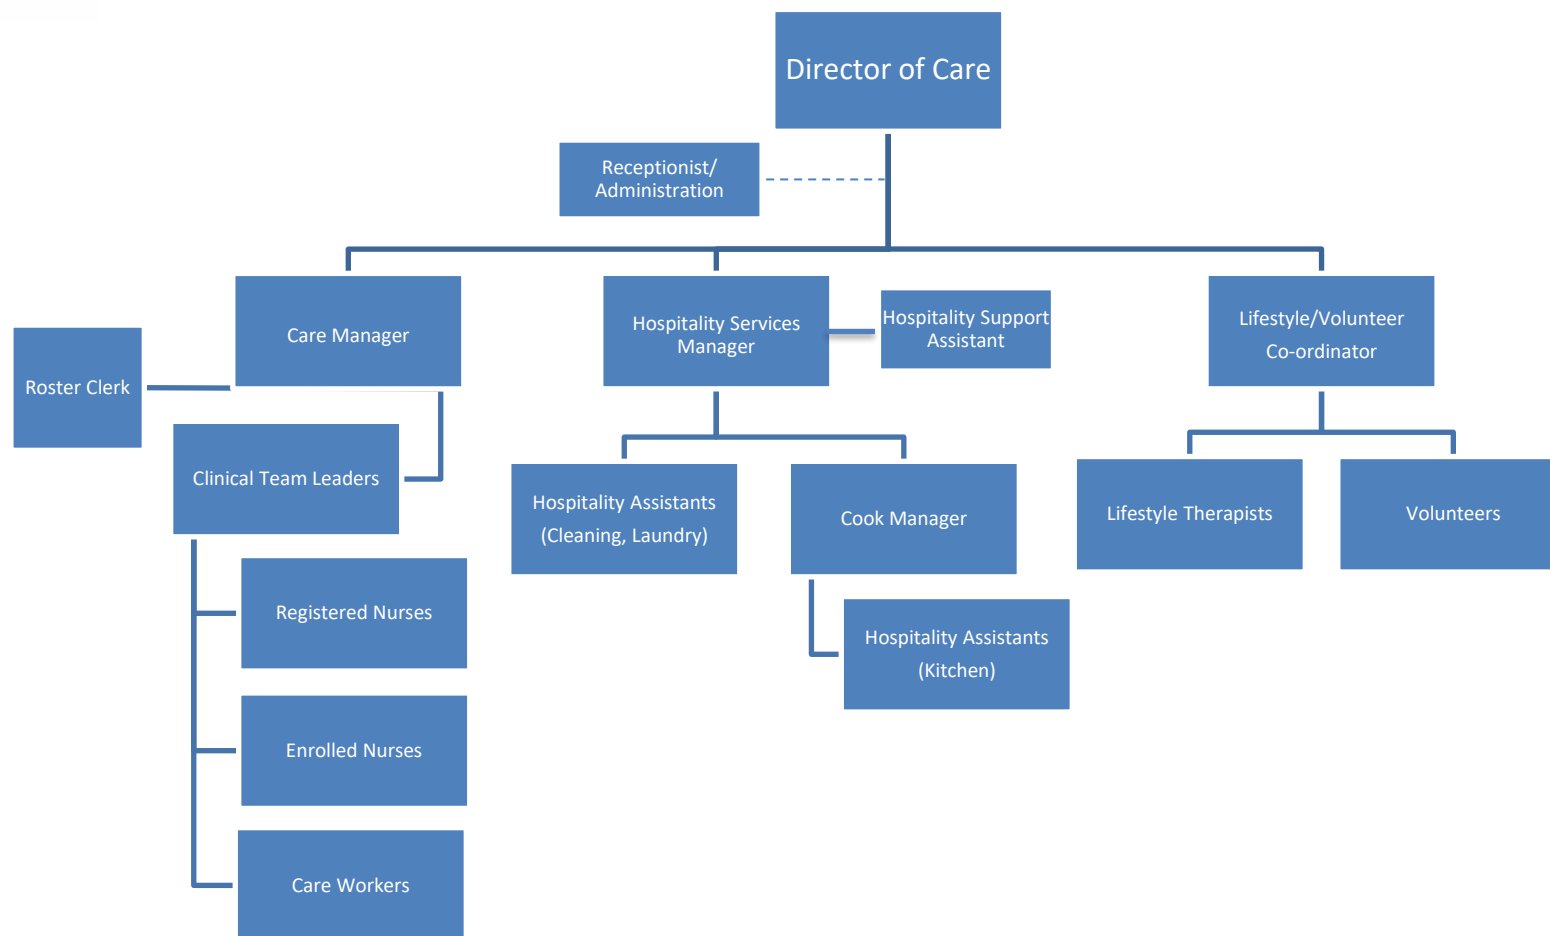 Director of Care
Receptionist/
Administration
Care Manager
Hospitality Services
Manager
Hospitality Support
Assistant
Lifestyle/Volunteer
Co-ordinator
Roster Clerk
Clinical Team Leaders
Hospitality Assistants
(Cleaning, Laundry)
Cook Manager
Lifestyle Therapists
Volunteers
Registered Nurses
Hospitality Assistants
(Kitchen)
Enrolled Nurses
Care Workers